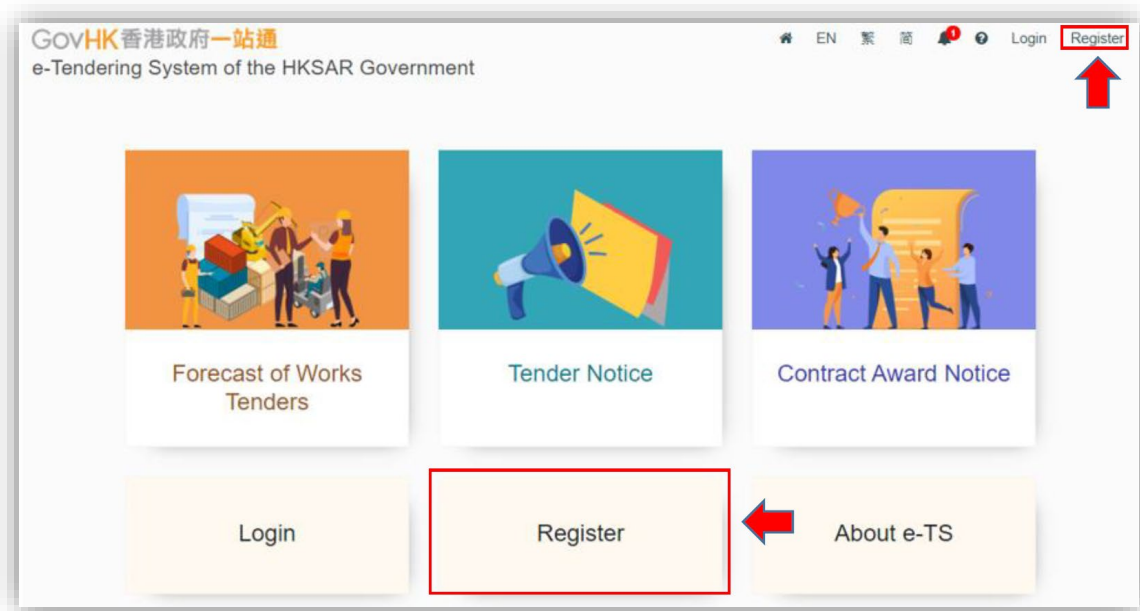 GovHK香港政府一站通
EN 繁 简 1 Login Register
e-Tendering System of the HKSAR Government
Forecast of Works
Tenders
Tender Notice
Contract Award Notice
Login
Register
About e-TS